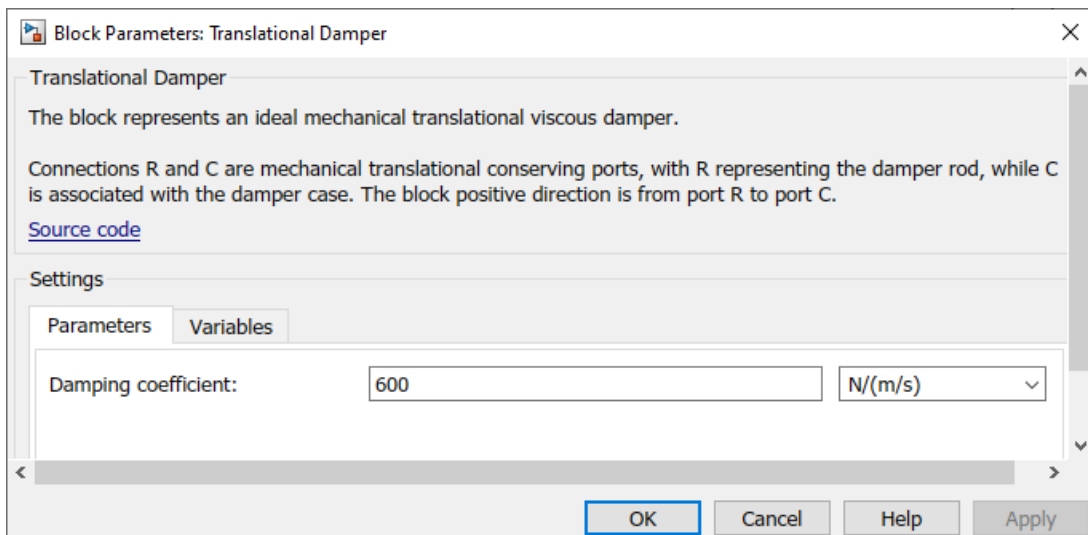 Block Parameters: Translational Damper
Translational Damper
The block represents an ideal mechanical translational viscous damper.
Connections R and C are mechanical translational conserving ports, with R representing the damper rod, while C
is associated with the damper case. The block positive direction is from port R to port C.
Source code
Settings
Parameters Variables
Damping coefficient: 600 N/(m/s)
OK Cancel Help Apply